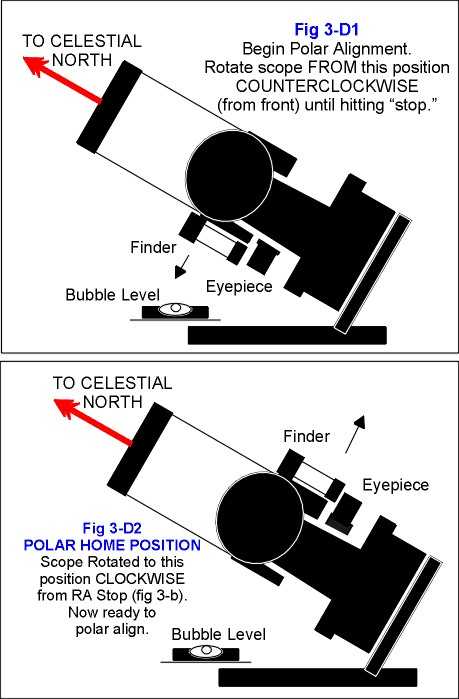 Fig 3-D1
Begin Polar Alignment.
Rotate scope FROM this position
COUNTERCLOCKWISE
(from front) until hitting “stop.”
TO CELESTIAL
NORTH
Finder
Eyepiece
Bubble Level
TO CELESTIAL
NORTH
Finder
Eyepiece
Fig 3-D2
POLAR HOME POSITION
Scope Rotated to this
position CLOCKWISE
from RA Stop (fig 3-b).
Now ready to
polar align.
Bubble Level